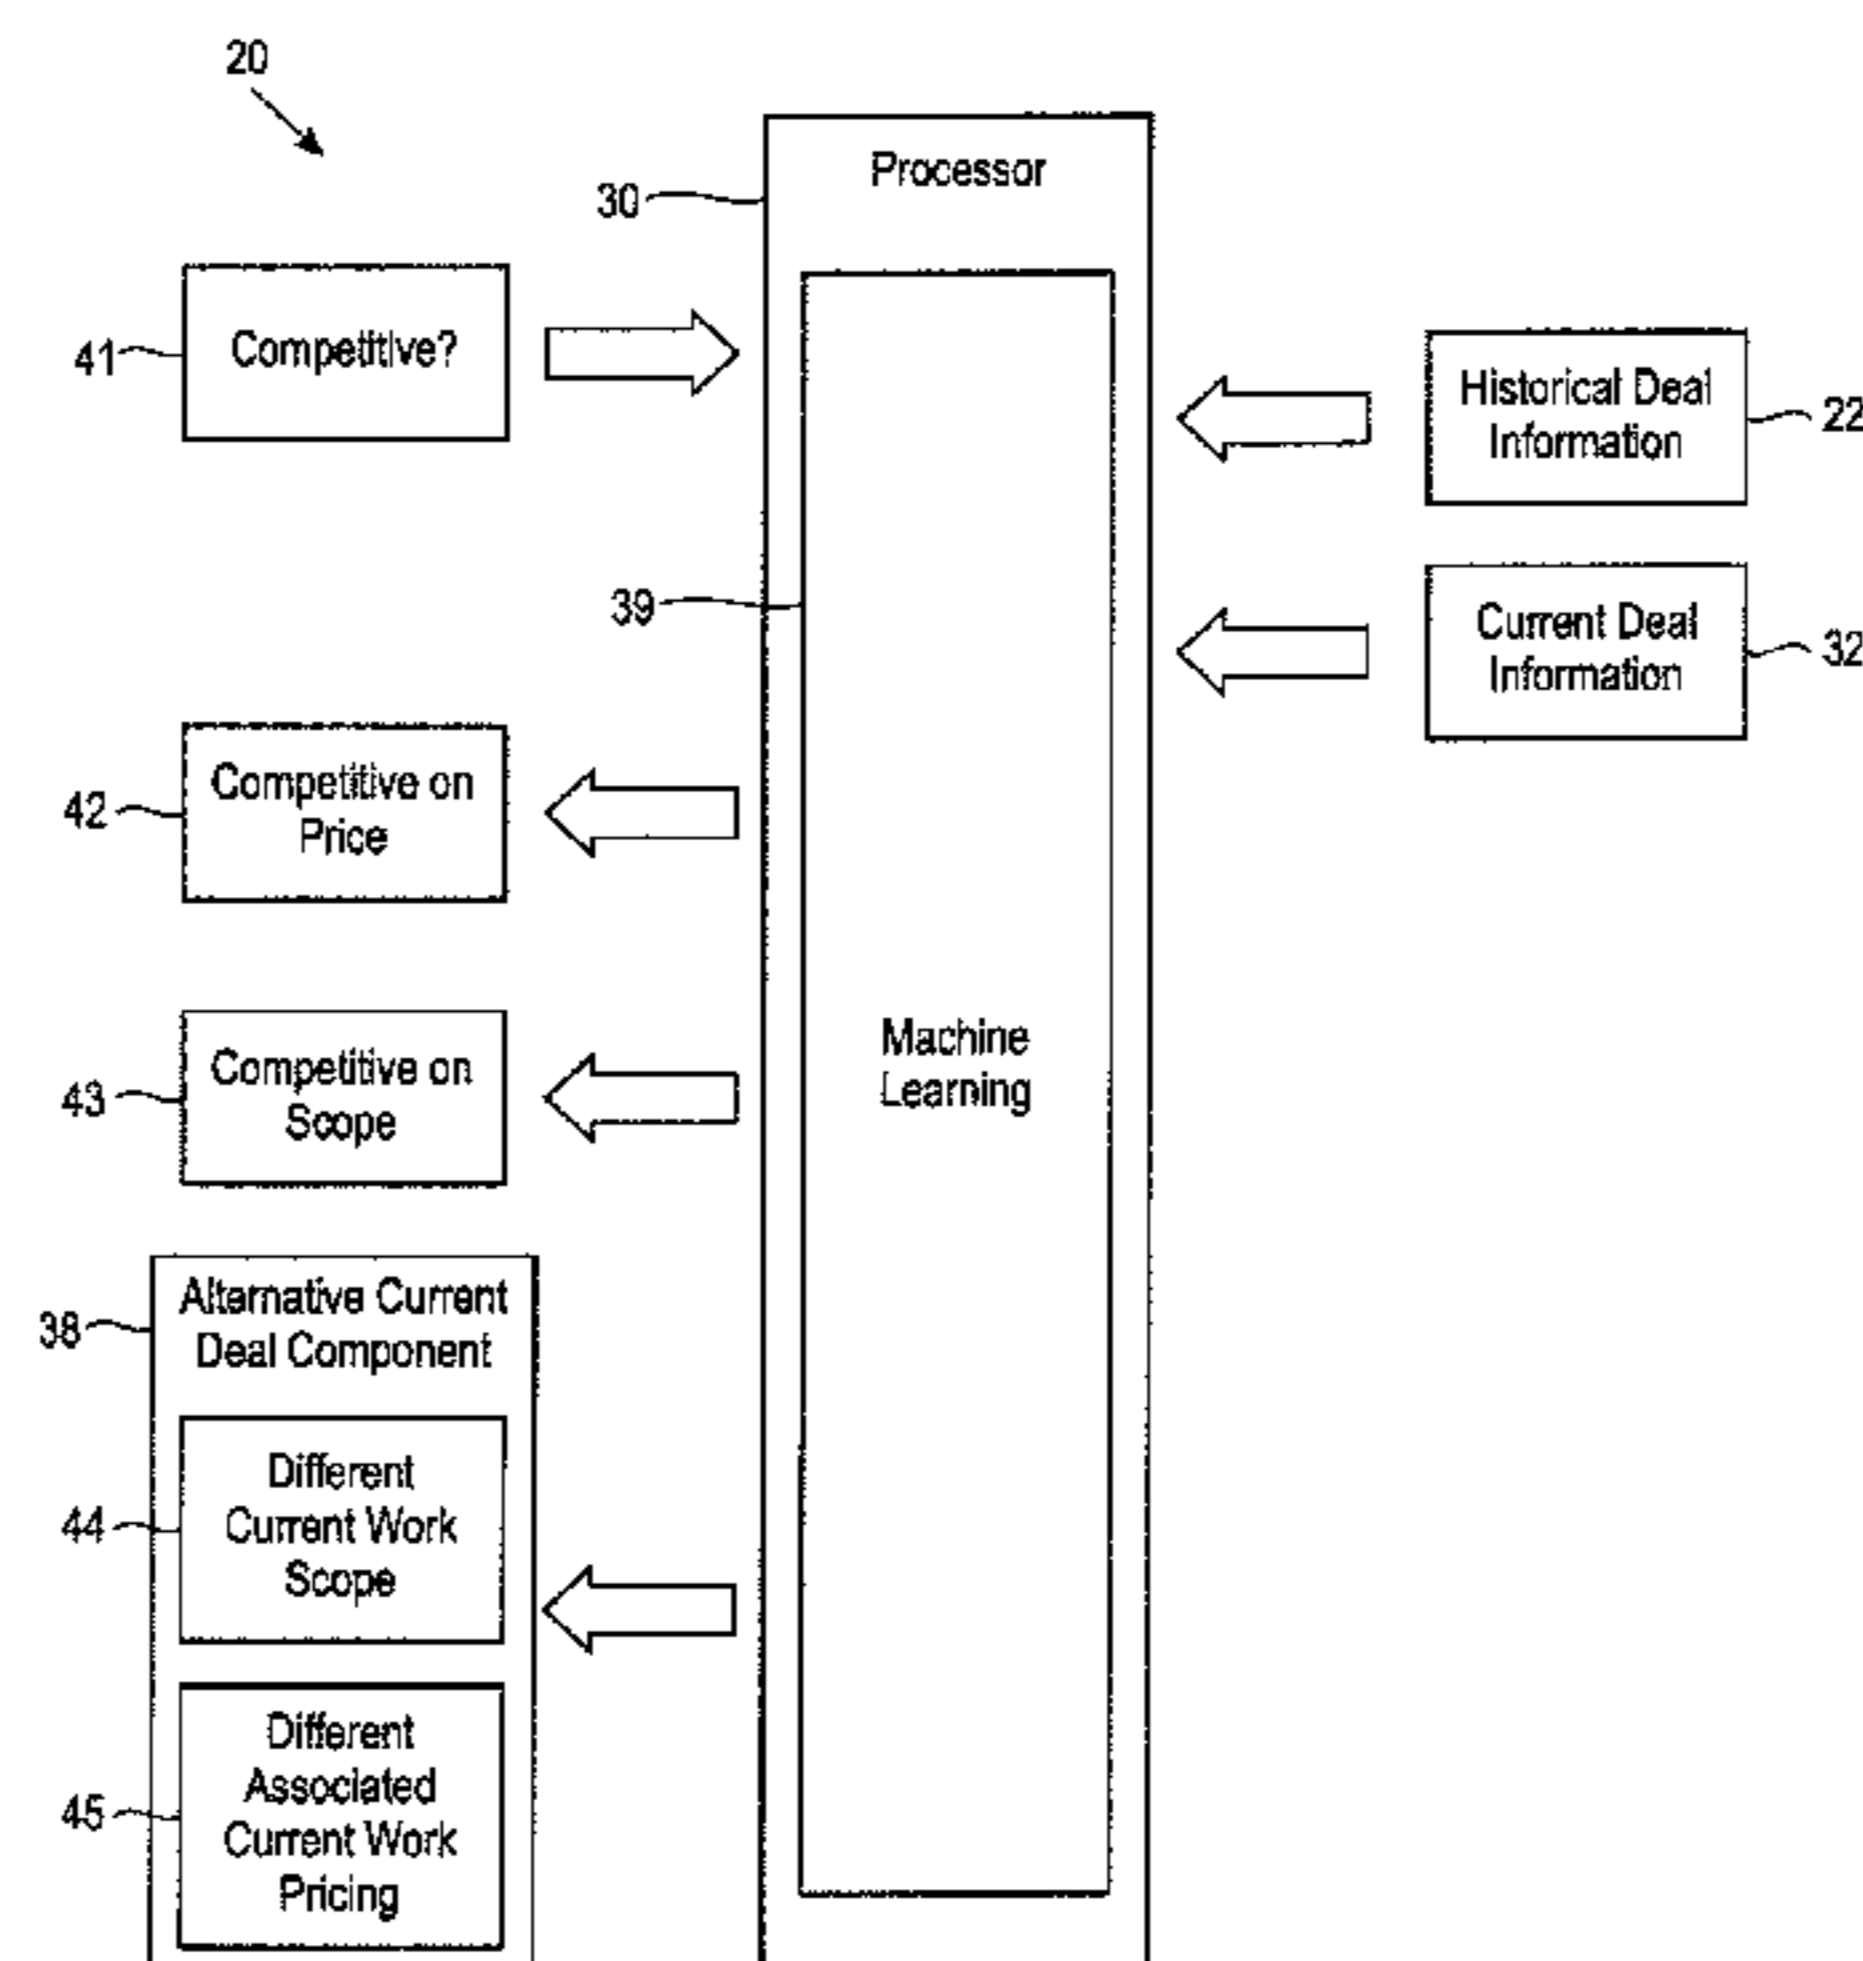 20
Processor
30
Competitive?
41
Historical Deal
Information
22
39
Current Deal
Information
32
Competitive on
Price
42
Machine
Learning
Competitive on
Scope
43
Alternative Current
Deal Component
38
Different
Current Work
Scope
44
Different
Associated
Current Work
Pricing
45